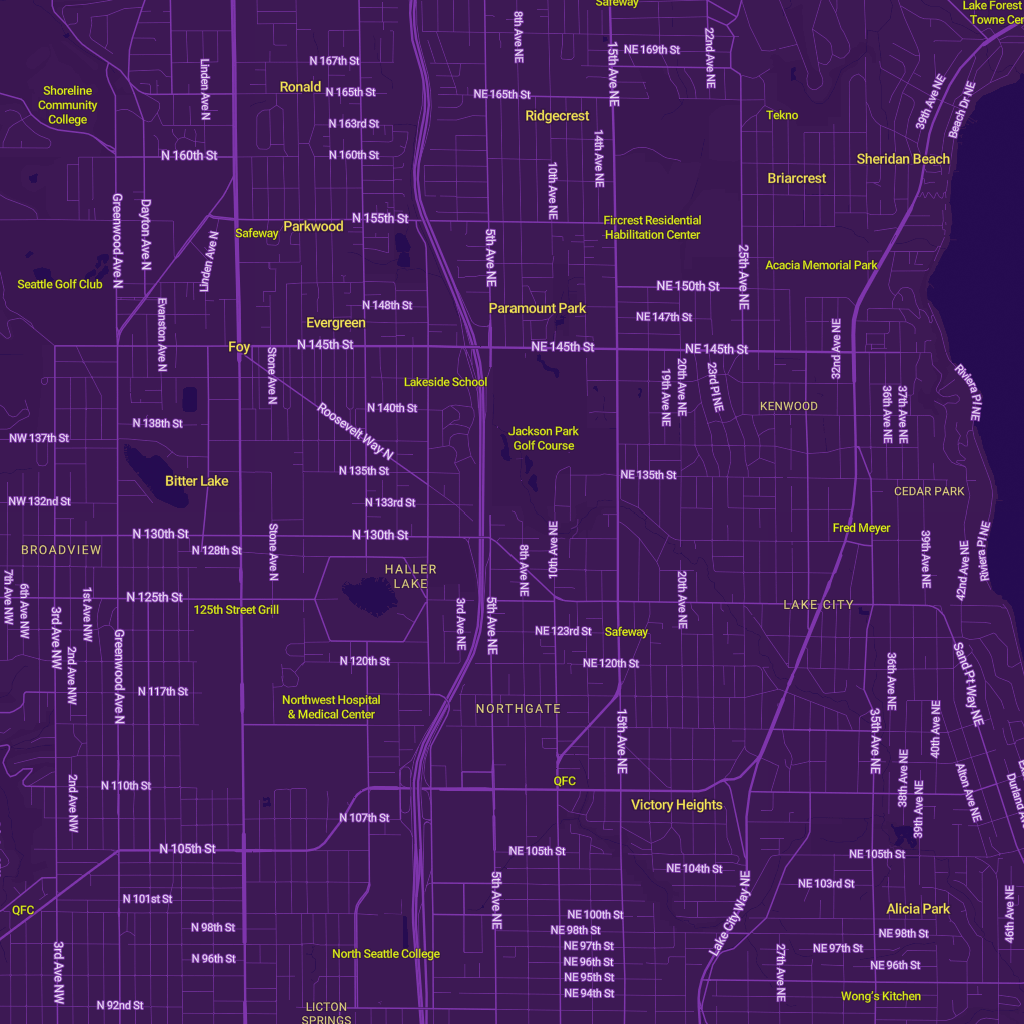 Safeway
Lake Forest
Towne Cen
8th Ave NE
22nd Ave NE
15th Ave NE
NE 169th St
N 167th St
Linden Ave N
Ronald
N 165th St
NE 165th St
Shoreline
Community
College
39th Ave NE
Beach Dr NE
Ridgecrest
Tekno
N 163rd St
14th Ave NE
N 160th St
N 160th St
Sheridan Beach
10th Ave NE
Briarcrest
Greenwood Ave N
Dayton Ave N
N 155th St
Parkwood
Safeway
Fircrest Residential
Habilitation Center
Linden Ave N
5th Ave NE
25th Ave NE
Acacia Memorial Park
Seattle Golf Club
NE 150th St
N 148th St
Paramount Park
NE 147th St
Evergreen
Evanston Ave N
32nd Ave NE
Foy
N 145th St
NE 145th St
NE 145th St
Stone Ave N
Lakeside School
19th Ave NE
20th Ave NE
23rd Pl NE
Riviera Pl NE
N 140th St
KENWOOD
36th Ave NE
37th Ave NE
Roosevelt Way N
N 138th St
NW 137th St
Jackson Park
Golf Course
N 135th St
NE 135th St
Bitter Lake
CEDAR PARK
NW 132nd St
N 133rd St
Fred Meyer
N 130th St
N 130th St
BROADVIEW
N 128th St
Stone Ave N
10th Ave NE
8th Ave NE
39th Ave NE
42nd Ave NE
Riviera Pl NE
HALLER
LAKE
7th Ave NW
6th Ave NW
1st Ave NW
N 125th St
125th Street Grill
20th Ave NE
LAKE CITY
3rd Ave NE
5th Ave NE
3rd Ave NW
NE 123rd St
Safeway
N 120th St
NE 120th St
2nd Ave NW
Greenwood Ave N
36th Ave NE
Sand Pt Way NE
N 117th St
Northwest Hospital
& Medical Center
NORTHGATE
15th Ave NE
35th Ave NE
40th Ave NE
2nd Ave NW
N 110th St
QFC
38th Ave NE
39th Ave NE
Alton Ave NE
Durland A
Victory Heights
N 107th St
N 105th St
NE 105th St
NE 105th St
NE 104th St
NE 103rd St
N 101st St
5th Ave NE
Lake City Way NE
QFC
NE 100th St
Alicia Park
46th Ave NE
N 98th St
NE 98th St
NE 98th St
NE 97th St
NE 97th St
North Seattle College
N 96th St
NE 96th St
NE 96th St
3rd Ave NW
27th Ave NE
NE 95th St
NE 94th St
Wong's Kitchen
N 92nd St
LICTON
SPRINGS